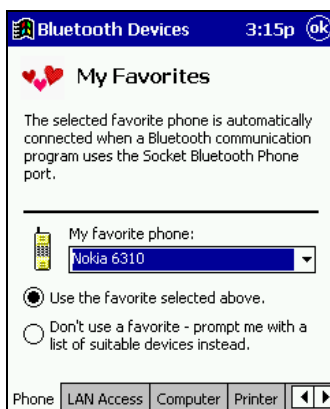 Bluetooth Devices 3:15p ok
My Favorites
The selected favorite phone is automatically
connected when a Bluetooth communication
program uses the Socket Bluetooth Phone
port.
My favorite phone:
Nokia 6310
Use the favorite selected above.
Don't use a favorite - prompt me with a
list of suitable devices instead.
Phone LAN Access Computer Printer